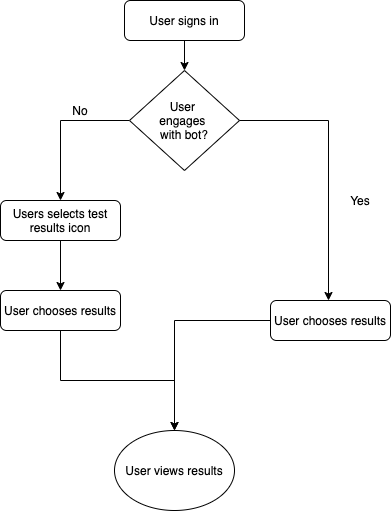 User signs in
User
engages
with bot?
No
Yes
Users selects test
results icon
User chooses results
User chooses results
User views results